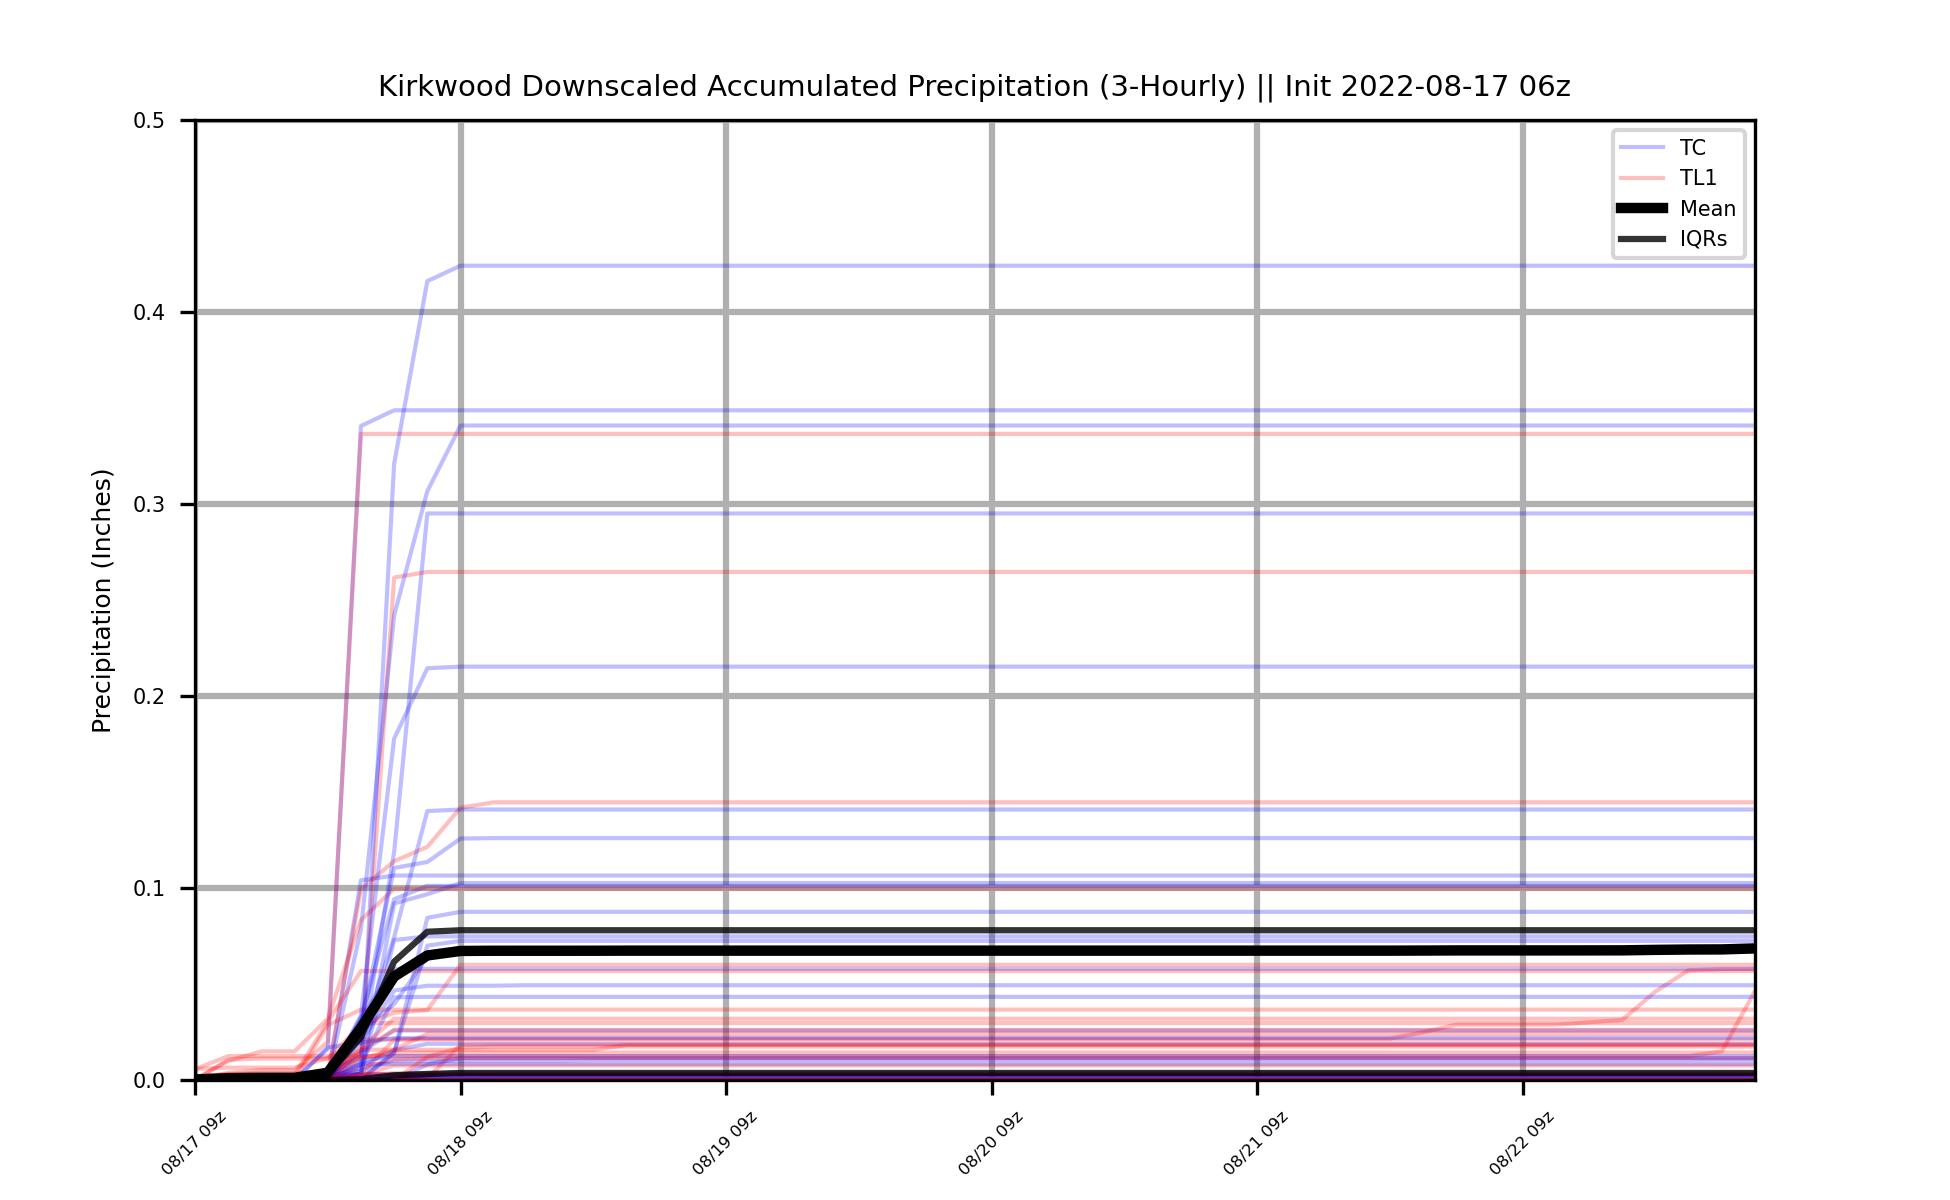 Kirkwood Downscaled Accumulated Precipitation (3-Hourly) || Init 2022-08-17 06z
TC
TL1
Mean
IQRs
Precipitation (Inches)
0.5
0.4
0.3
0.2
0.1
0.0
08/17 09z
08/18 09z
08/19 09z
08/20 09z
08/21 09z
08/22 09z